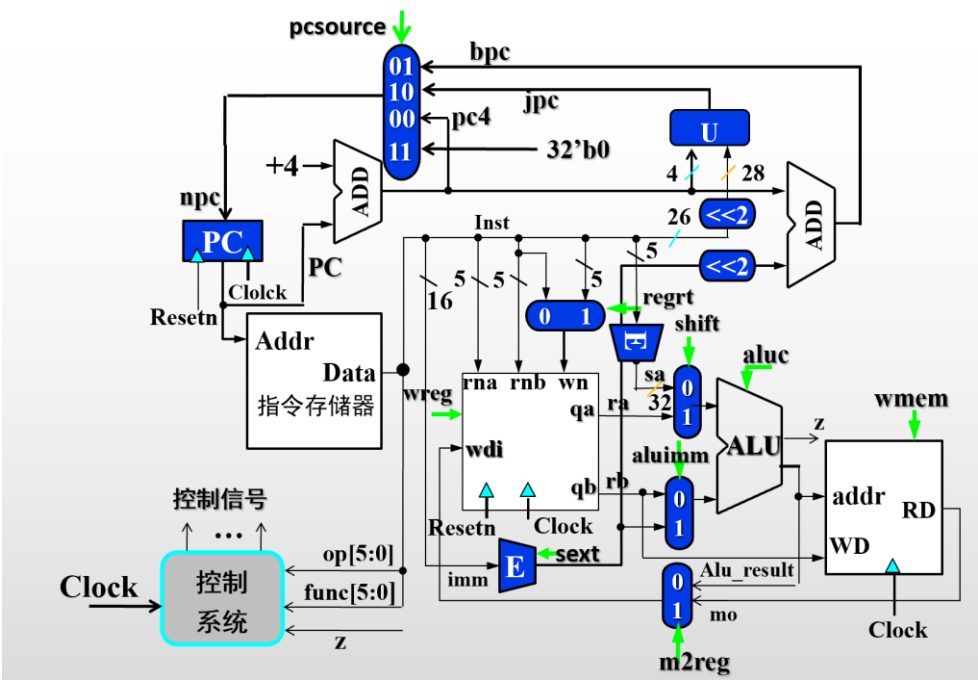 pcsource
bpc
01
10
jpc
00
pc4
U
11
32'b0
+4
4
28
ADD
npc
26
<<2
ADD
Inst
PC
PC
5
5
5
5
<<2
16
Clolck
Resetn
regrt
0 1
E
shift
Addr
Data
指令存储器
rna
rnb
wn
sa
0
aluc
wreg
qa
ra
32
1
wmem
z
wdi
ALU
aluimm
控制信号
qb
rb
0
addr
RD
...
Resetn
Clock
1
WD
op[5:0]
sext
Clock
控制
系统
imm
E
0
Alu_result
func[5:0]
1
mo
Clock
z
m2reg